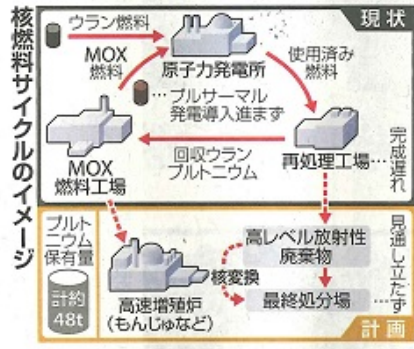 核燃料サイクルのイメージ
現状
ウラン燃料
MOX
燃料
原子力発電所
使用済み
燃料
…プルサーマル
発電導入進まず
MOX
燃料工場
回収ウラン
プルトニウム
再処理工場…
完成遅れ
プルト
ニウム
保有量
計約
48t
高速増殖炉
(もんじゅなど)
核変換
高レベル放射性
廃棄物
最終処分場…
見通し立たず
計画